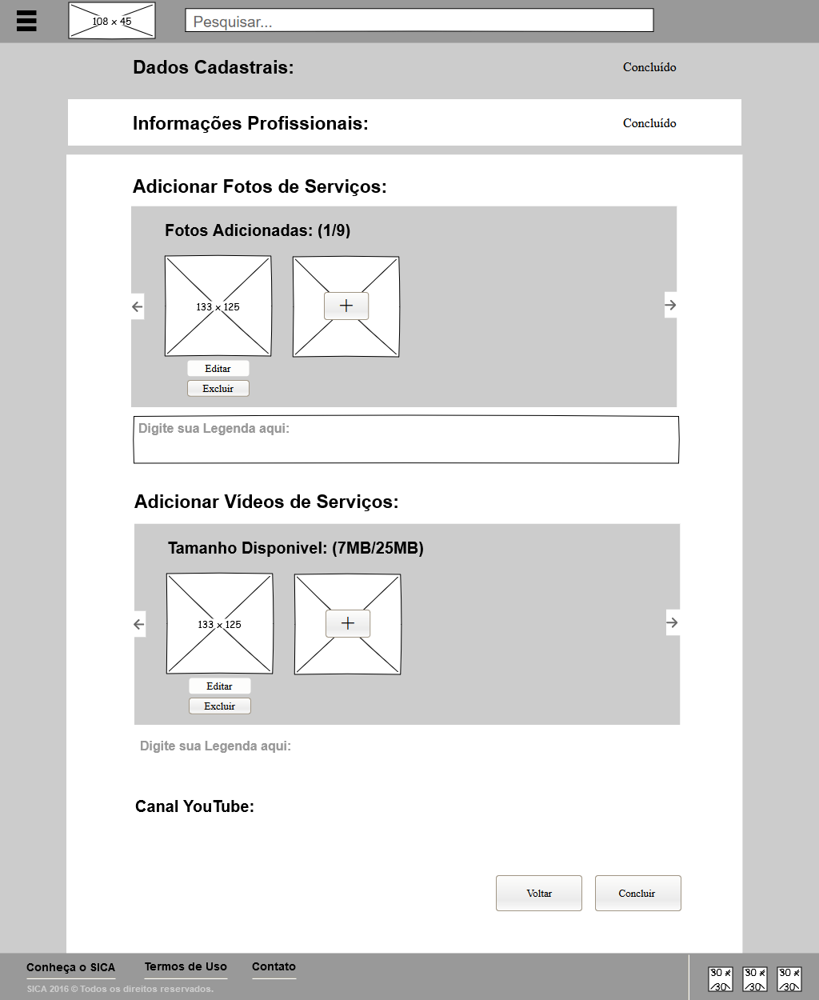 108 x 45
Pesquisar...
Dados Cadastrais:
Concluído
Informações Profissionais:
Concluído
Adicionar Fotos de Serviços:
Fotos Adicionadas: (1/9)
133 x 125
Editar
Excluir
Digite sua Legenda aqui:
Adicionar Vídeos de Serviços:
Tamanho Disponivel: (7MB/25MB)
133 x 125
Editar
Excluir
Digite sua Legenda aqui:
Canal YouTube:
Voltar
Concluir
Conheça o SICA
Termos de Uso
Contato
SICA 2016 © Todos os direitos reservados.
30 x
30
30 x
30
30 x
30